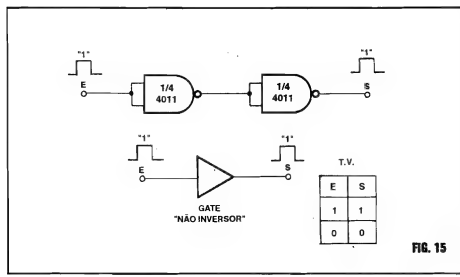 "1"
"1"
E
1/4
4011
1/4
4011
S
"1"
"1"
E
S
GATE
"NÃO INVERSOR"
T.V.
E S
1 1
0 0
FIG. 15